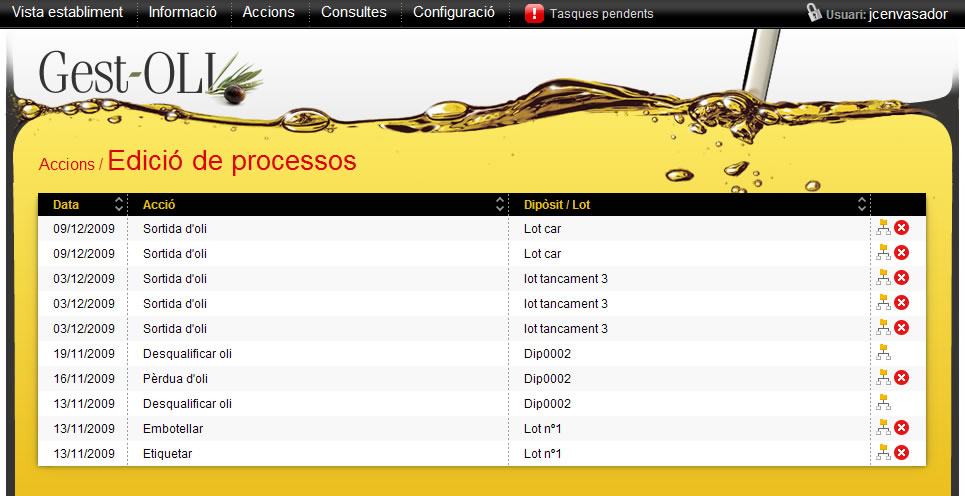 Vista establiment Informació Accions Consultes Configuració ! Tasques pendents Usuari: jcenvasador
Gest-OLI
Accions / Edició de processos
Data Acció Dipòsit / Lot
09/12/2009 Sortida d'oli Lot car
09/12/2009 Sortida d'oli Lot car
03/12/2009 Sortida d'oli lot tancament 3
03/12/2009 Sortida d'oli lot tancament 3
03/12/2009 Sortida d'oli lot tancament 3
19/11/2009 Desqualificar oli Dip0002
16/11/2009 Pèrdua d'oli Dip0002
13/11/2009 Desqualificar oli Dip0002
13/11/2009 Embotellar Lot nº1
13/11/2009 Etiquetar Lot nº1